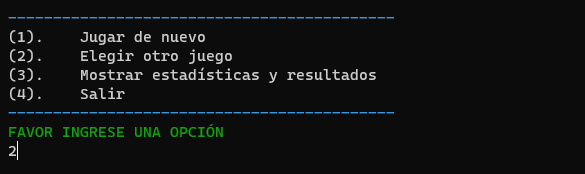 -------------------------------------------
(1).    Jugar de nuevo
(2).    Elegir otro juego
(3).    Mostrar estadísticas y resultados
(4).    Salir
-------------------------------------------
FAVOR INGRESE UNA OPCIÓN
2